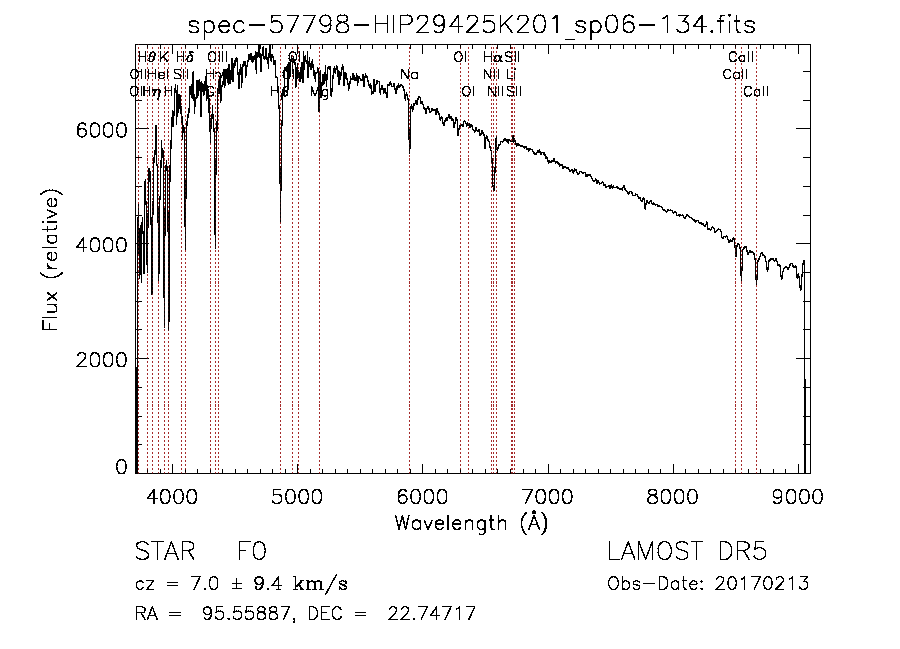 spec-57798-HIP29425K201_sp06-134.fits
Hθ K Hδ OIII OIII OI Hα SII CaII
OII HeI SII Hγ NII Li CaII
OII Hη H Hβ Mg Na OI NII SII CaII
6000
4000
2000
0
Flux (relative)
4000 5000 6000 7000 8000 9000
Wavelength (Å)
STAR F0 LAMOST DR5
cz = 7.0 ± 9.4 km/s Obs-Date: 20170213
RA = 95.55887, DEC = 22.74717